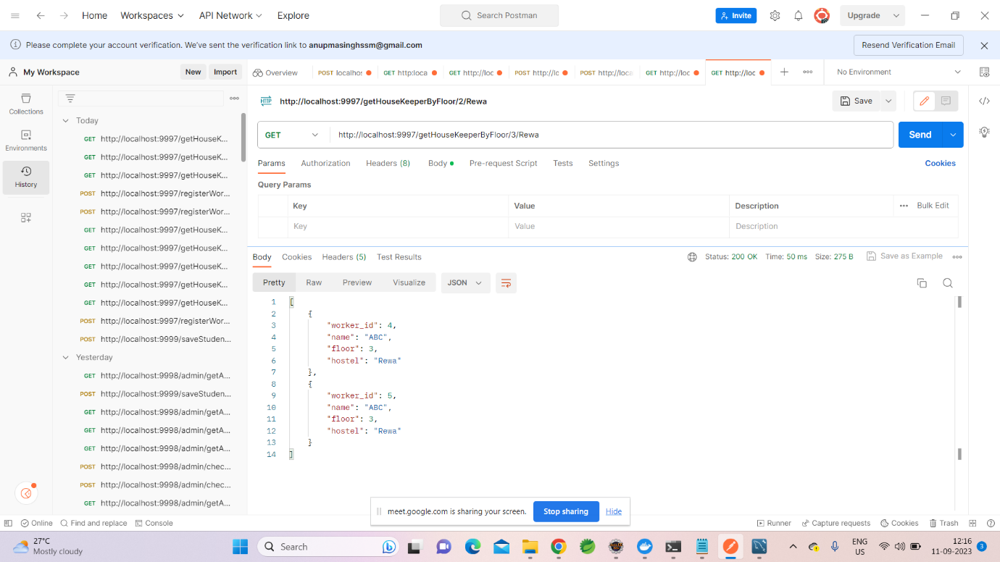 Home
Workspaces
API Network
Explore
Search Postman
Invite
Upgrade
Please complete your account verification. We've sent the verification link to anupmasinghssm@gmail.com
Resend Verification Email
My Workspace
New
Import
Overview
POST localhos
GET http:loca
GET http://loc
POST http://lc
POST http://loca
GET http://loc
GET http://loc
No Environment
Collections
Environments
History
Today
GET http://localhost:9997/getHouseK...
GET http://localhost:9997/getHouseK...
GET http://localhost:9997/getHouseK...
POST http://localhost:9997/registerWor...
POST http://localhost:9997/registerWor...
GET http://localhost:9997/getHouseK...
GET http://localhost:9997/getHouseK...
GET http://localhost:9997/getHouseK...
GET http://localhost:9997/getHouseK...
GET http://localhost:9997/getHouseK...
POST http://localhost:9997/registerWor...
POST http://localhost:9999/saveStuden...
Yesterday
GET http://localhost:9998/admin/getA...
POST http://localhost:9999/saveStuden...
GET http://localhost:9998/admin/getA...
GET http://localhost:9998/admin/getA...
GET http://localhost:9998/admin/getA...
POST http://localhost:9998/admin/chec...
POST http://localhost:9998/admin/chec...
GET http://localhost:9998/admin/getA...
HTTP http://localhost:9997/getHouseKeeperByFloor/2/Rewa
Save
GET http://localhost:9997/getHouseKeeperByFloor/3/Rewa
Send
Params
Authorization
Headers (8)
Body
Pre-request Script
Tests
Settings
Cookies
Query Params
Key Value Description
Bulk Edit
Key Value Description
Body
Cookies
Headers (5)
Test Results
Status: 200 OK Time: 50 ms Size: 275 B
Save as Example
Pretty
Raw
Preview
Visualize
JSON
1 [
2 {
3 "worker_id": 4,
4 "name": "ABC",
5 "floor": 3,
6 "hostel": "Rewa"
7 },
8 {
9 "worker_id": 5,
10 "name": "ABC",
11 "floor": 3,
12 "hostel": "Rewa"
13 }
14 ]
meet.google.com is sharing your screen.
Stop sharing
Hide
Online
Find and replace
Console
Runner
Capture requests
Cookies
Trash
27°C
Mostly cloudy
Search
ENG
US
12:16
11-09-2023
3